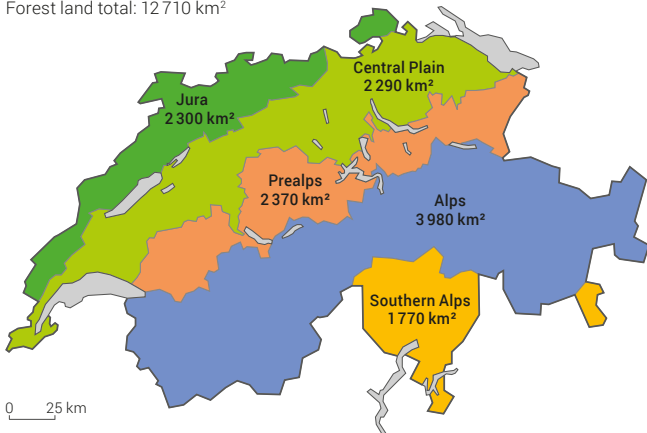 Forest land total: 12 710 km²
Central Plain
2 290 km²
Jura
2 300 km²
Prealps
2 370 km²
Alps
3 980 km²
Southern Alps
1 770 km²
0 25 km